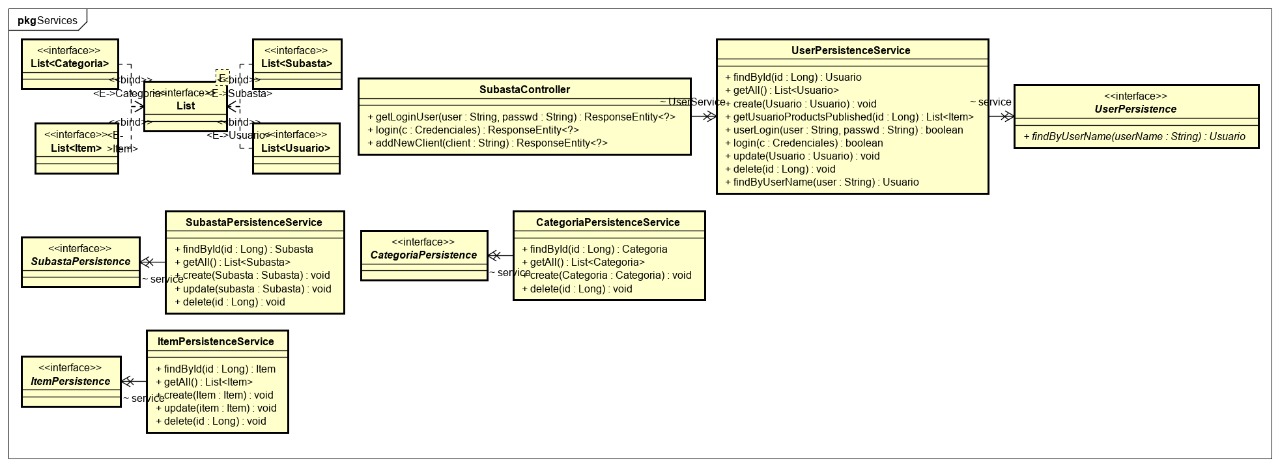 pkgServices
<<interface>>
List<Categoria>
<<interface>>
List<Subasta>
<<bind>>
<E->Categoria>
<<bind>>
<E->Subasta>
E
<<interface>>
List
<<bind>>
<E->Item>
<<bind>>
<E->Usuario>
<<interface>>
List<Item>
<<interface>>
List<Usuario>
SubastaController
+ getLoginUser(user : String, passwd : String) : ResponseEntity<?>
+ login(c : Credenciales) : ResponseEntity<?>
+ addNewClient(client : String) : ResponseEntity<?>
~ UserService
UserPersistenceService
+ findById(id : Long) : Usuario
+ getAll() : List<Usuario>
+ create(Usuario : Usuario) : void
+ getUsuarioProductsPublished(id : Long) : List<Item>
+ userLogin(user : String, passwd : String) : boolean
+ login(c : Credenciales) : boolean
+ update(Usuario : Usuario) : void
+ delete(id : Long) : void
+ findByUserName(user : String) : Usuario
~ service
<<interface>>
UserPersistence
+ findByUserName(userName : String) : Usuario
<<interface>>
SubastaPersistence
~ service
SubastaPersistenceService
+ findById(id : Long) : Subasta
+ getAll() : List<Subasta>
+ create(Subasta : Subasta) : void
+ update(subasta : Subasta) : void
+ delete(id : Long) : void
<<interface>>
CategoriaPersistence
~ service
CategoriaPersistenceService
+ findById(id : Long) : Categoria
+ getAll() : List<Categoria>
+ create(Categoria : Categoria) : void
+ delete(id : Long) : void
<<interface>>
ItemPersistence
~ service
ItemPersistenceService
+ findById(id : Long) : Item
+ getAll() : List<Item>
+ create(Item : Item) : void
+ update(item : Item) : void
+ delete(id : Long) : void